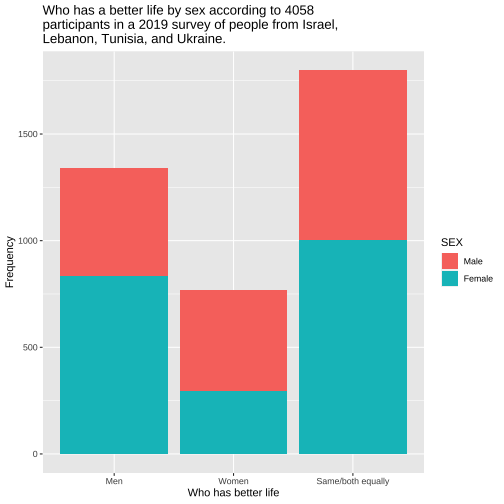 Who has a better life by sex according to 4058
participants in a 2019 survey of people from Israel,
Lebanon, Tunisia, and Ukraine.
1500
1000
500
0
Frequency
Men
Women
Same/both equally
Who has better life
SEX
Male
Female